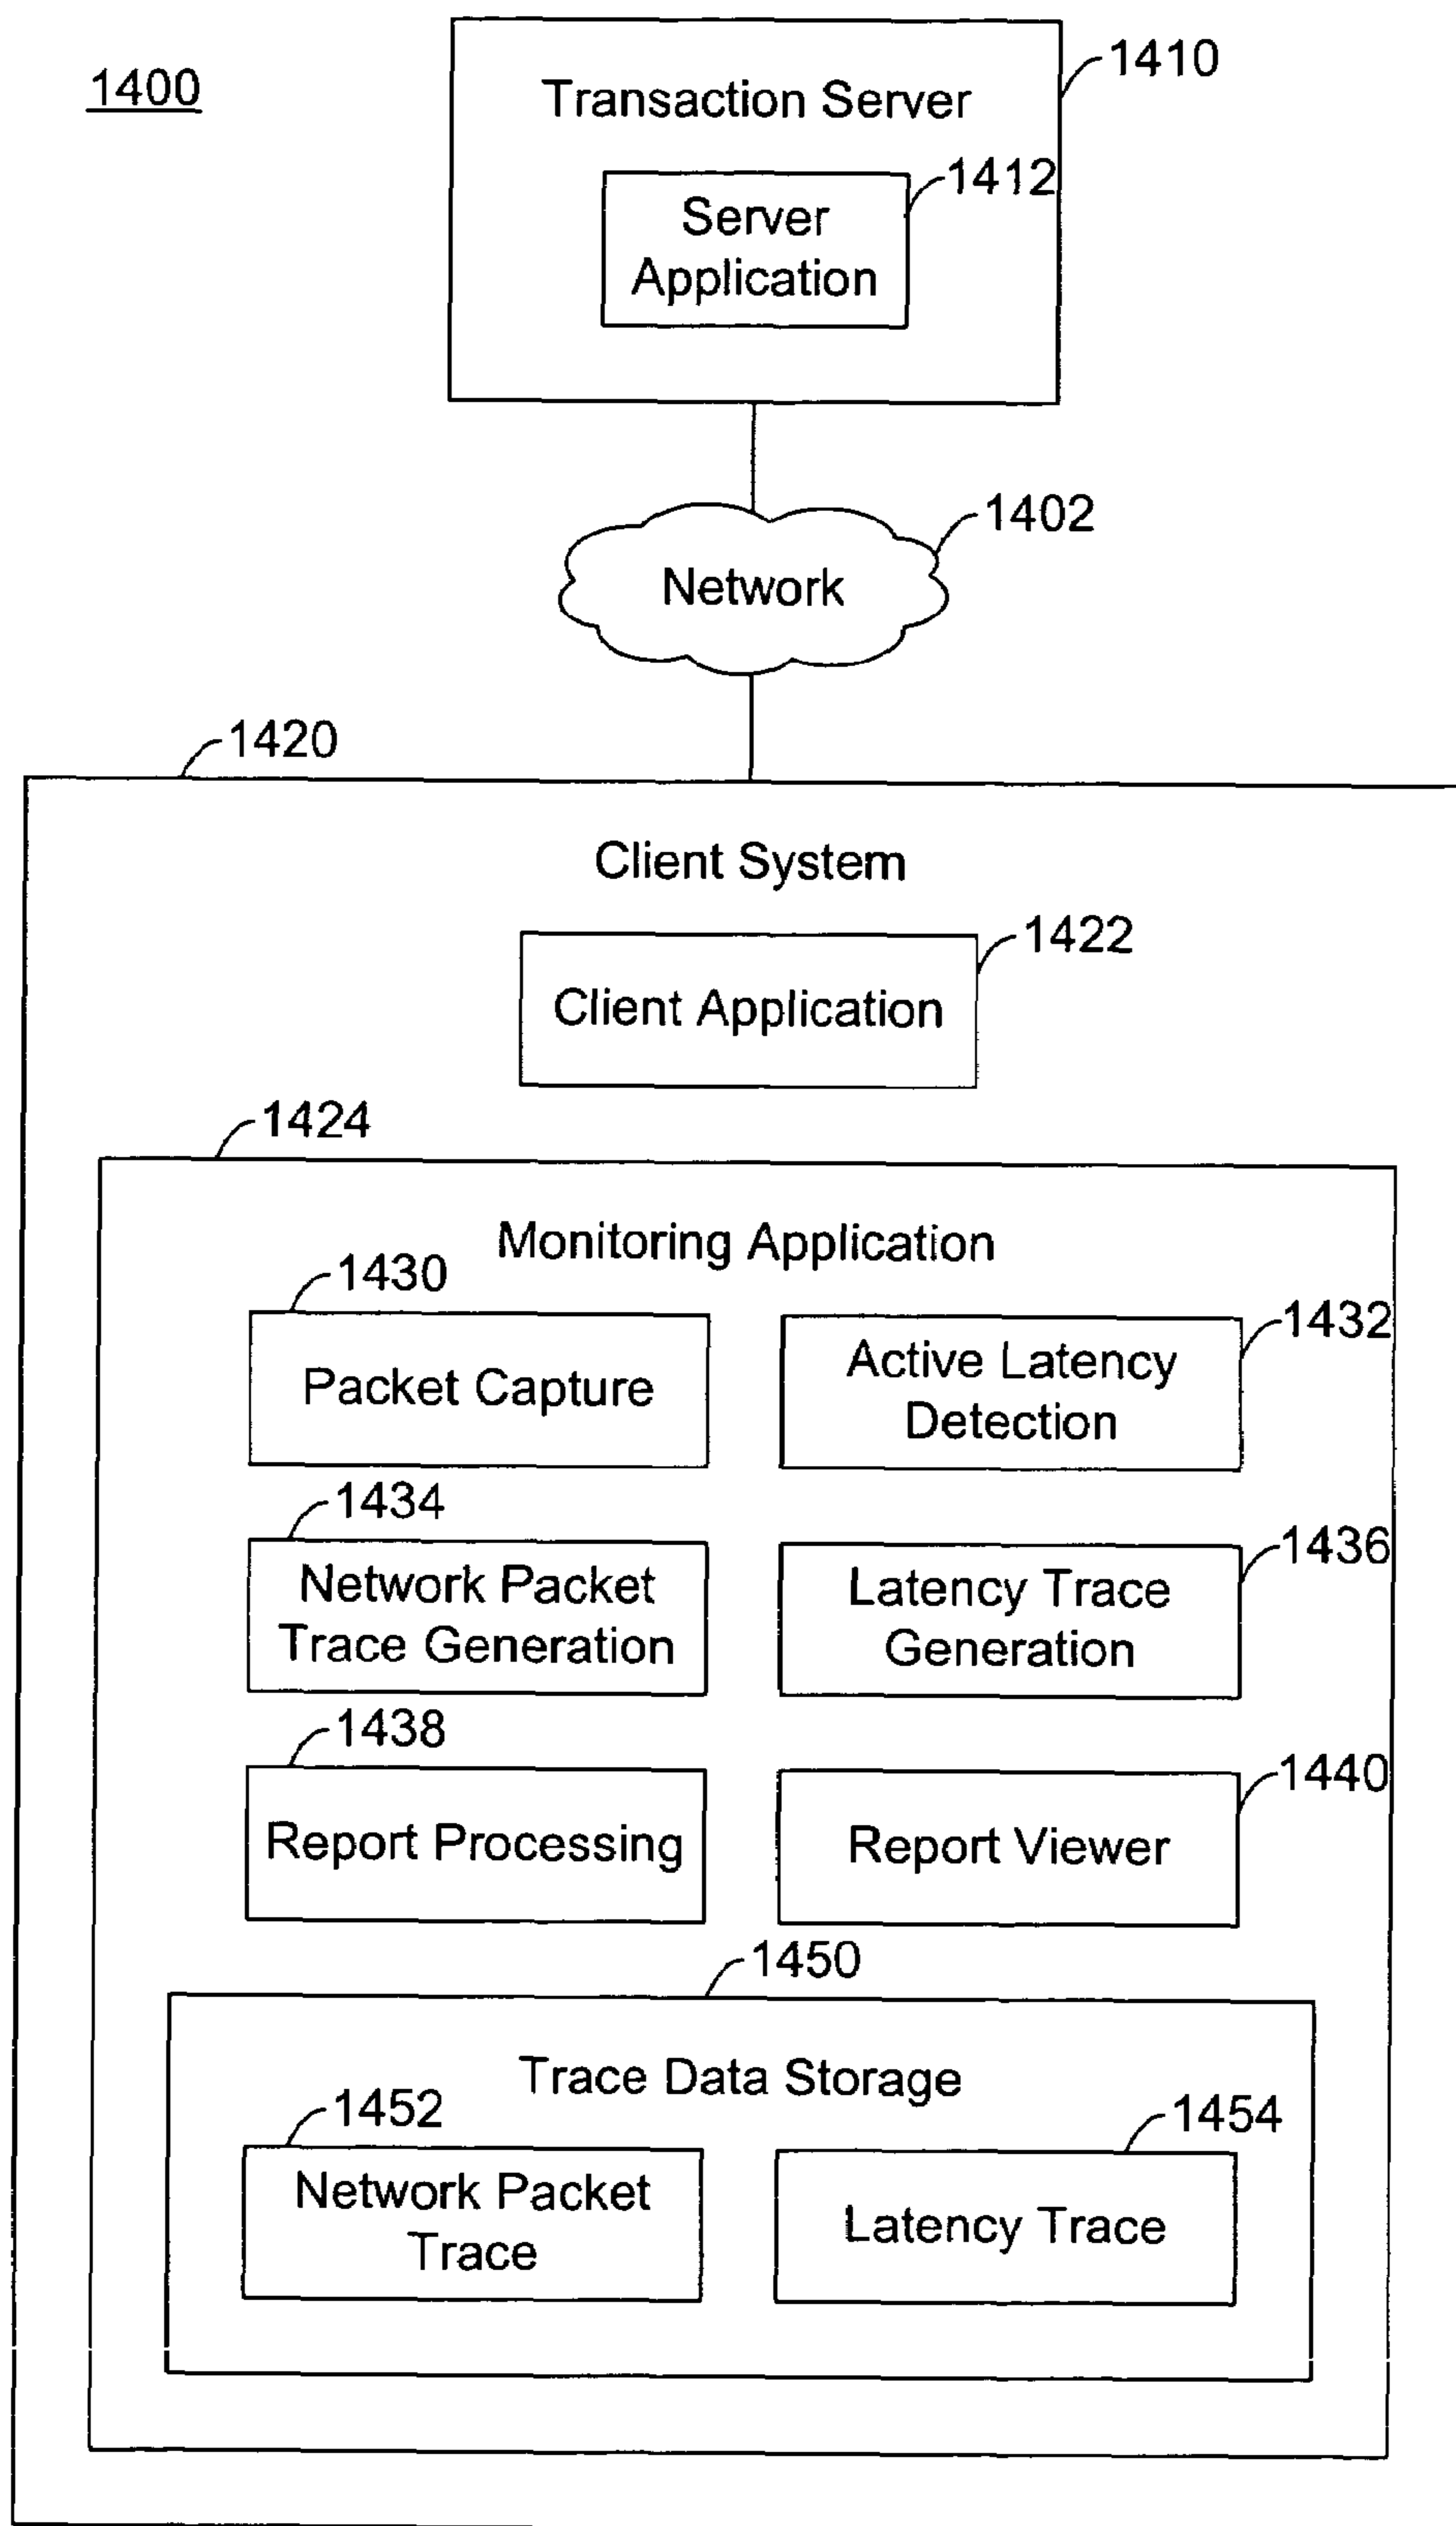 1400
1410
Transaction Server
1412
Server
Application
1402
Network
1420
Client System
1422
Client Application
1424
Monitoring Application
1430
Packet Capture
1432
Active Latency
Detection
1434
Network Packet
Trace Generation
1436
Latency Trace
Generation
1438
Report Processing
1440
Report Viewer
1450
Trace Data Storage
1452
Network Packet
Trace
1454
Latency Trace